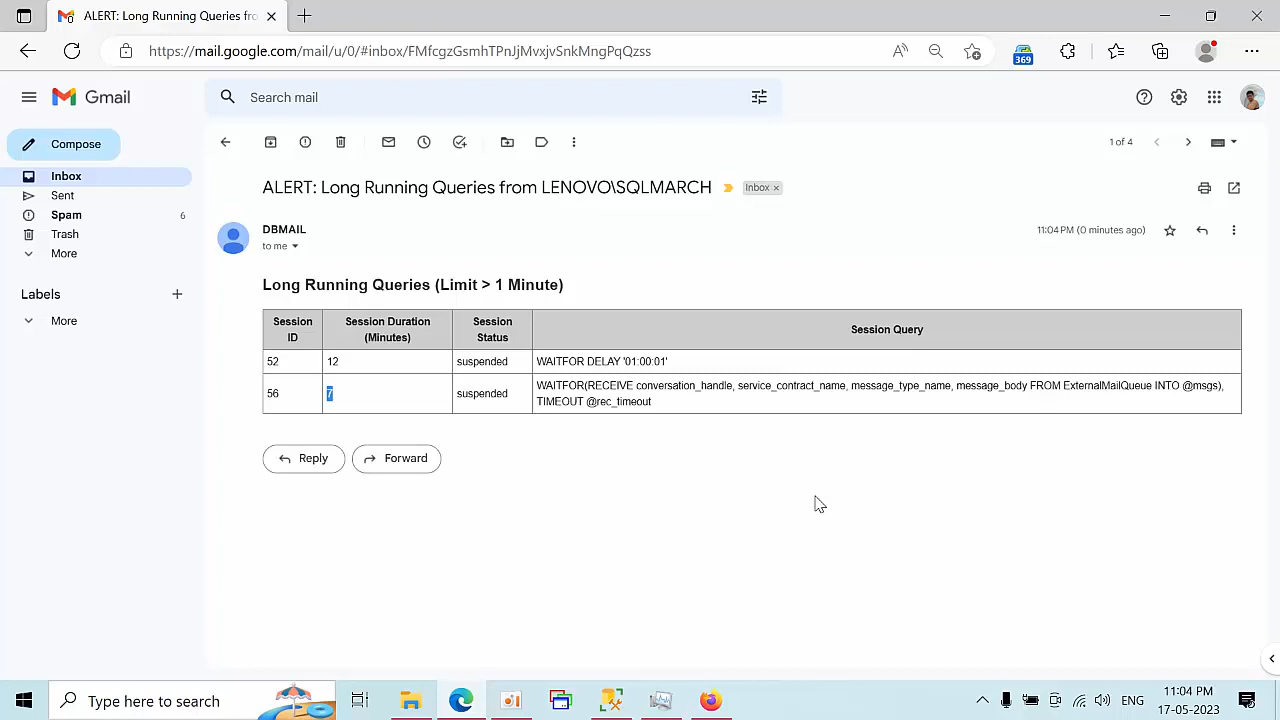 ALERT: Long Running Queries fro
https://mail.google.com/mail/u/0/#inbox/FMfcgzGsmhTPnJjMvxjvSnkMngPqQzss
369
Gmail
Search mail
Compose
1 of 4
Inbox
Sent
Spam 6
Trash
More
Labels
More
ALERT: Long Running Queries from LENOVO\SQLMARCH
Inbox ×
DBMAIL
to me
11:04 PM (0 minutes ago)
Long Running Queries (Limit > 1 Minute)
Session ID Session Duration (Minutes) Session Status Session Query
52 12 suspended WAITFOR DELAY '01:00:01'
56 7 suspended WAITFOR(RECEIVE conversation_handle, service_contract_name, message_type_name, message_body FROM ExternalMailQueue INTO @msgs),
TIMEOUT @rec_timeout
Reply Forward
Type here to search
ENG
11:04 PM
17-05-2023